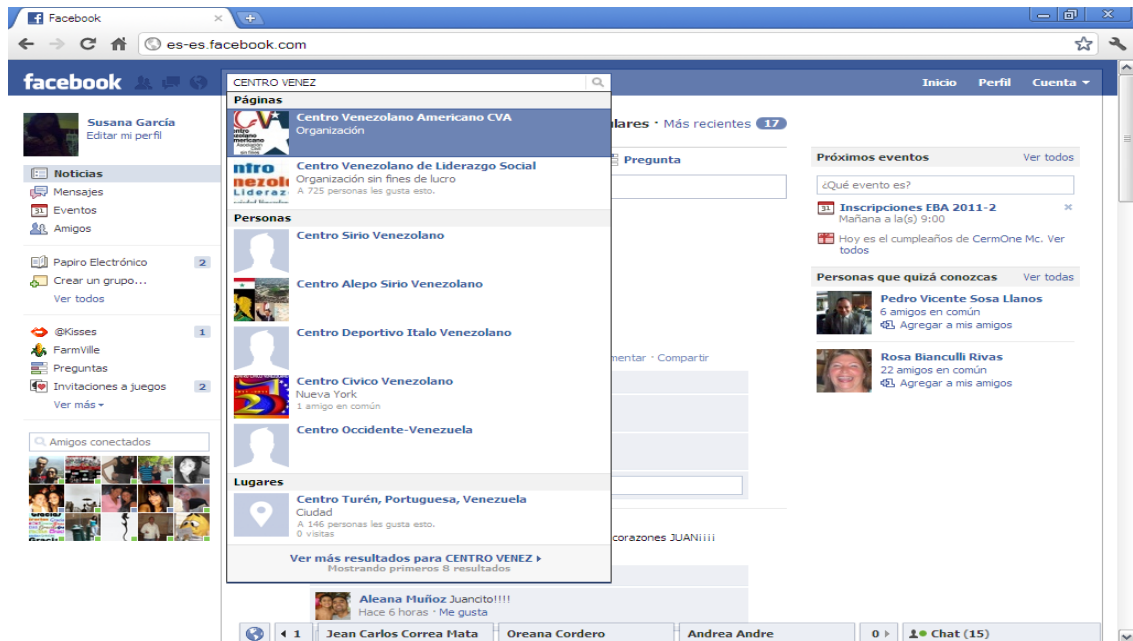 Facebook
es-es.facebook.com
facebook
CENTRO VENEZ
Inicio Perfil Cuenta
Susana García
Editar mi perfil
Noticias
Mensajes
31 Eventos
Amigos
Papiro Electrónico 2
Crear un grupo...
Ver todos
@Kisses 1
FarmVille
Preguntas
Invitaciones a juegos 2
Ver más
Amigos conectados
Páginas
CVA
Centro Venezolano Americano CVA
Organización
Centro Venezolano de Liderazgo Social
Organización sin fines de lucro
A 725 personas les gusta esto.
Personas
Centro Sirio Venezolano
Centro Alepo Sirio Venezolano
Centro Deportivo Italo Venezolano
Centro Civico Venezolano
Nueva York
1 amigo en común
Centro Occidente-Venezuela
Lugares
Centro Turén, Portuguesa, Venezuela
Ciudad
A 146 personas les gusta esto.
0 visitas
Ver más resultados para CENTRO VENEZ
Mostrando primeros 8 resultados
lares · Más recientes 17
Pregunta
mentar · Compartir
corazones JUANiiii
Aleana Muñoz Juancito!!!!
Hace 6 horas · Me gusta
Próximos eventos Ver todos
¿Qué evento es?
31 Inscripciones EBA 2011-2
Mañana a la(s) 9:00
Hoy es el cumpleaños de CermOne Mc. Ver
todos
Personas que quizá conozcas Ver todas
Pedro Vicente Sosa Llanos
6 amigos en común
Agregar a mis amigos
Rosa Bianculli Rivas
22 amigos en común
Agregar a mis amigos
1 Jean Carlos Correa Mata Oreana Cordero Andrea Andre 0 Chat (15)